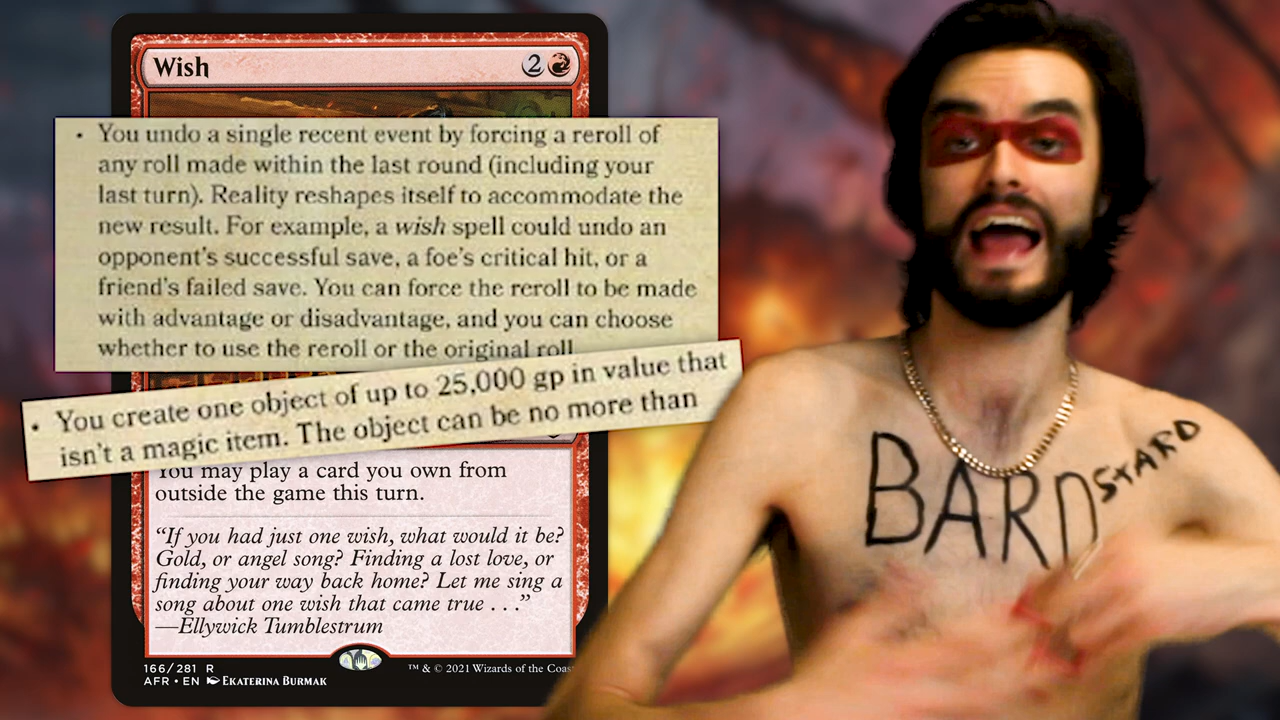 Wish 2
• You undo a single recent event by forcing a reroll of
any roll made within the last round (including your
last turn). Reality reshapes itself to accommodate the
new result. For example, a wish spell could undo an
opponent's successful save, a foe's critical hit, or a
friend's failed save. You can force the reroll to be made
with advantage or disadvantage, and you can choose
whether to use the reroll or the original roll
• You create one object of up to 25,000 gp in value that
isn't a magic item. The object can be no more than
You may play a card you own from
outside the game this turn.
“If you had just one wish, what would it be?
Gold, or angel song? Finding a lost love, or
finding your way back home? Let me sing a
song about one wish that came true . . .”
—Ellywick Tumblestrum
166/281 R
AFR • EN EKATERINA BURMAK
™ & © 2021 Wizards of the Coas
BARDSTARD